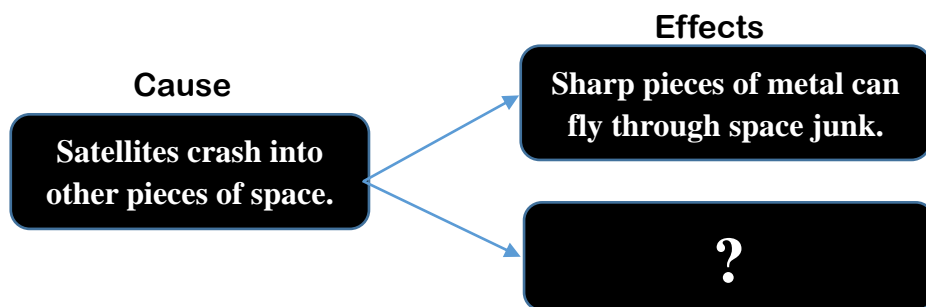 Effects
Cause
Sharp pieces of metal can
fly through space junk.
Satellites crash into
other pieces of space.
?